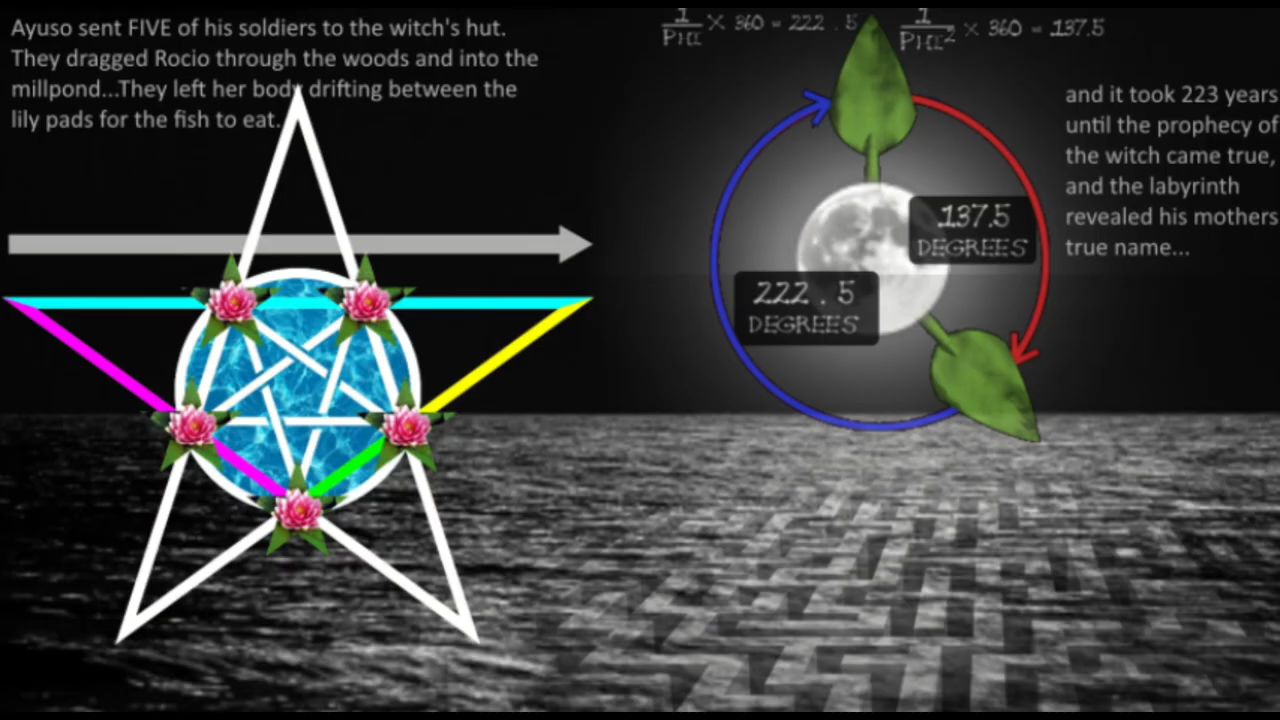 Ayuso sent FIVE of his soldiers to the witch's hut.
They dragged Rocio through the woods and into the
millpond...They left her body drifting between the
lily pads for the fish to eat.
1/PHI × 360 = 222.5
1/PHI² × 360 = 137.5
and it took 223 years
until the prophecy of
the witch came true,
and the labyrinth
revealed his mothers
true name...
137.5
DEGREES
222.5
DEGREES